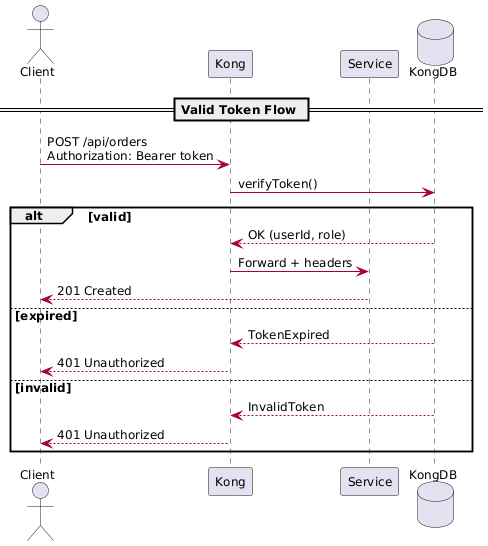 Client
Kong
Service
KongDB
Valid Token Flow
POST /api/orders
Authorization: Bearer token
verifyToken()
alt
[valid]
OK (userId, role)
Forward + headers
201 Created
[expired]
TokenExpired
401 Unauthorized
[invalid]
InvalidToken
401 Unauthorized
Client
Kong
Service
KongDB